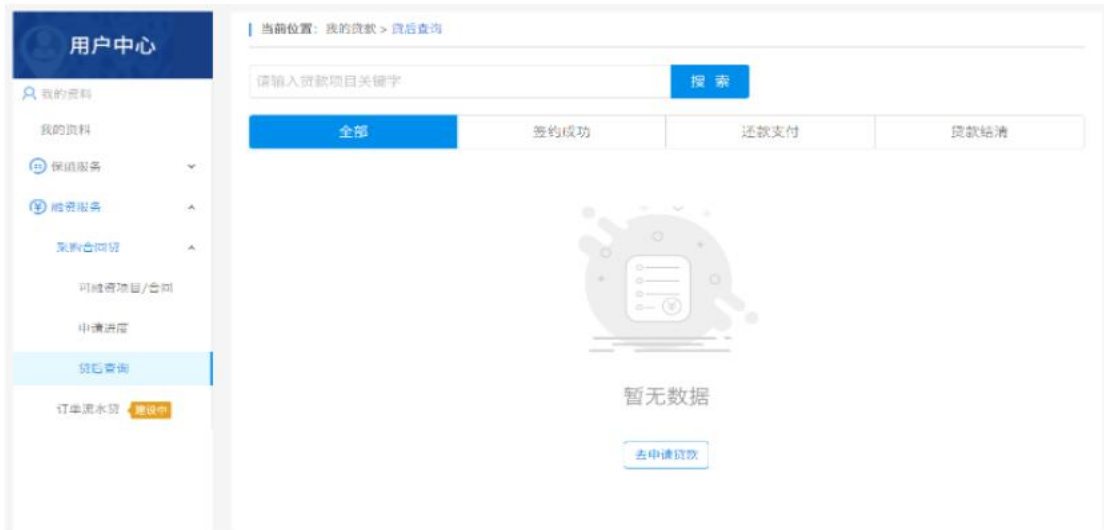 用户中心
我的资料
我的资料
保函服务
融资服务
采购合同贷
可融资项目/合同
申请进度
贷后查询
订单流水贷 建设中
当前位置：我的贷款 > 贷后查询
请输入贷款项目关键字
搜索
全部
签约成功
还款支付
贷款结清
暂无数据
去申请贷款